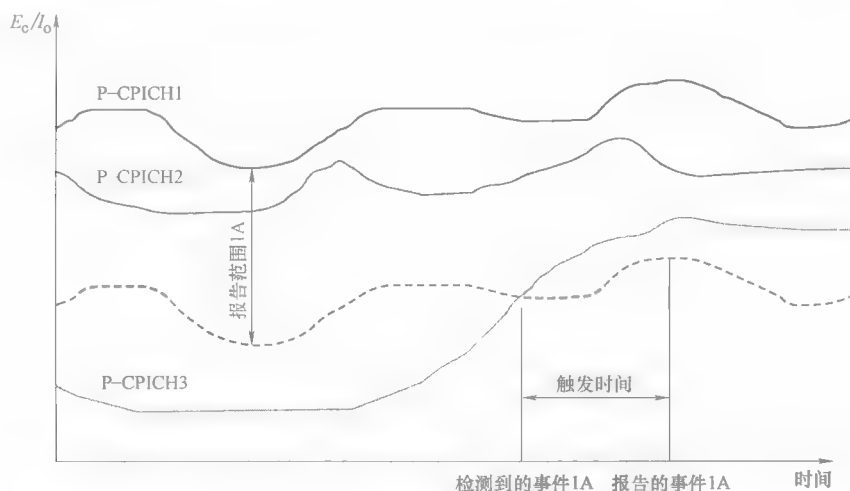 Ec/Io
P-CPICH1
P-CPICH2
报告范围1A
P-CPICH3
触发时间
检测到的事件1A 报告的事件1A 时间